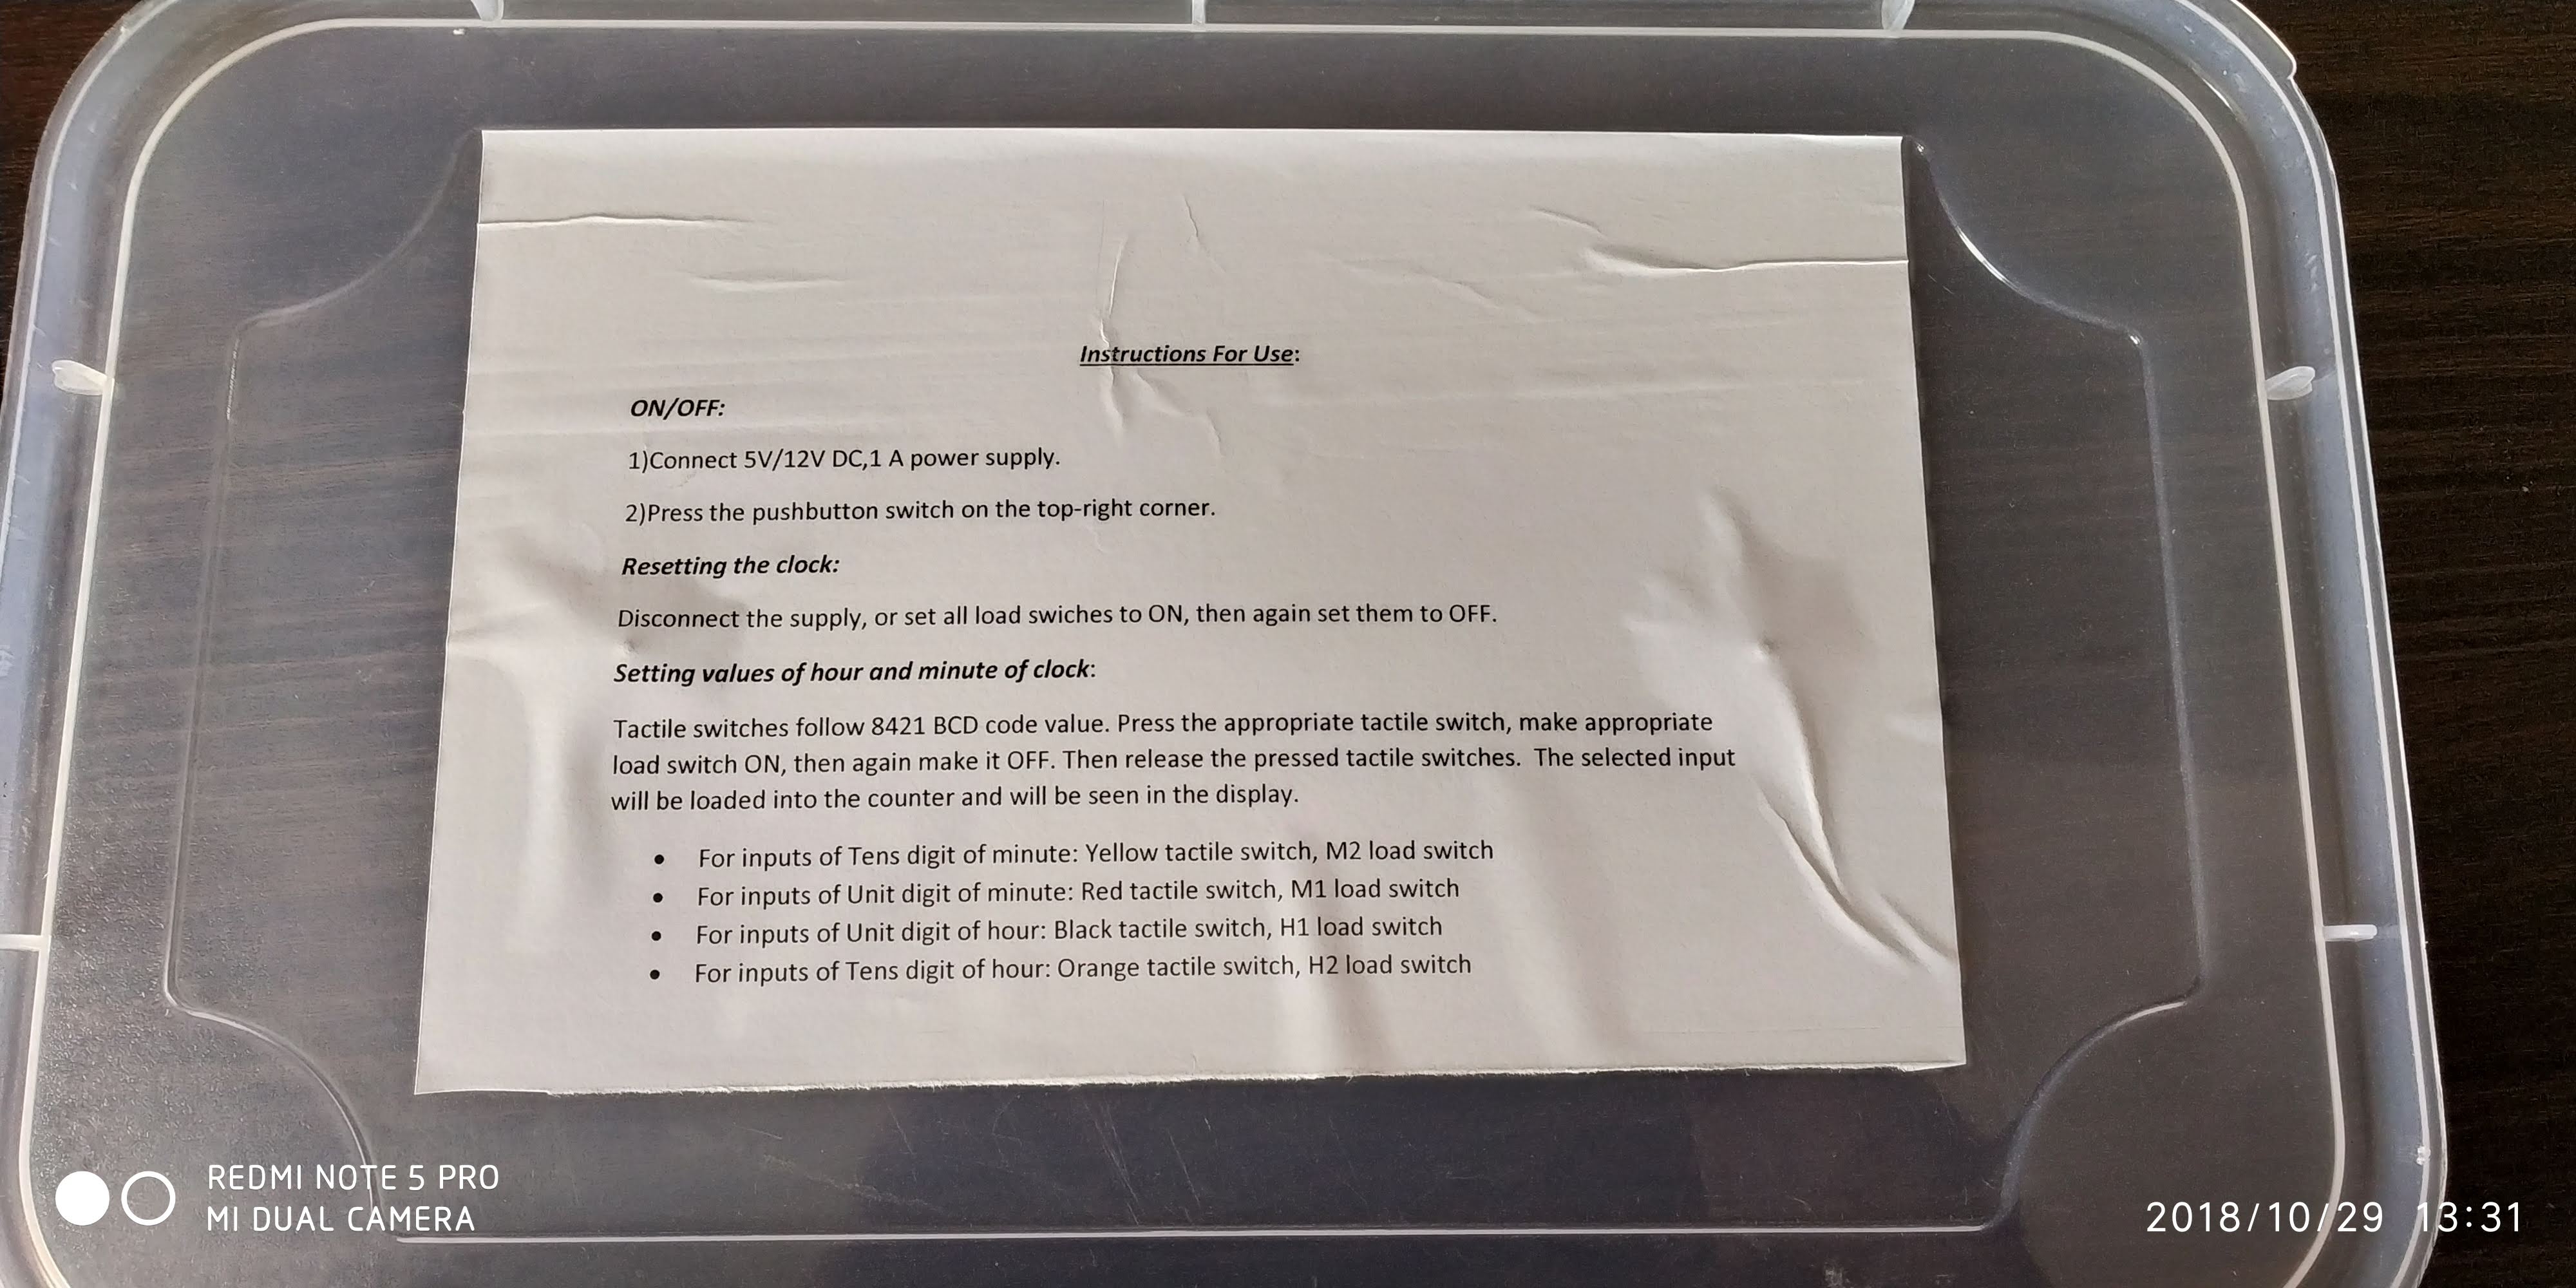 Instructions For Use:
ON/OFF:
1)Connect 5V/12V DC,1 A power supply.
2)Press the pushbutton switch on the top-right corner.
Resetting the clock:
Disconnect the supply, or set all load swiches to ON, then again set them to OFF.
Setting values of hour and minute of clock:
Tactile switches follow 8421 BCD code value. Press the appropriate tactile switch, make appropriate
load switch ON, then again make it OFF. Then release the pressed tactile switches. The selected input
will be loaded into the counter and will be seen in the display.
• For inputs of Tens digit of minute: Yellow tactile switch, M2 load switch
• For inputs of Unit digit of minute: Red tactile switch, M1 load switch
• For inputs of Unit digit of hour: Black tactile switch, H1 load switch
• For inputs of Tens digit of hour: Orange tactile switch, H2 load switch
REDMI NOTE 5 PRO
MI DUAL CAMERA
2018/10/29 13:31